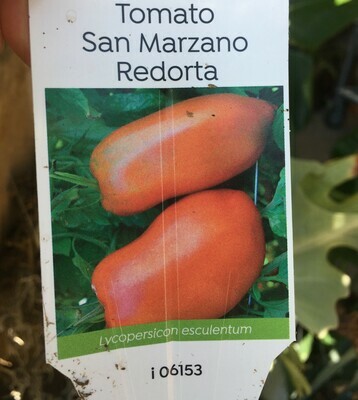 Tomato
San Marzano
Redorta
Lycopersicon esculentum
i 06153